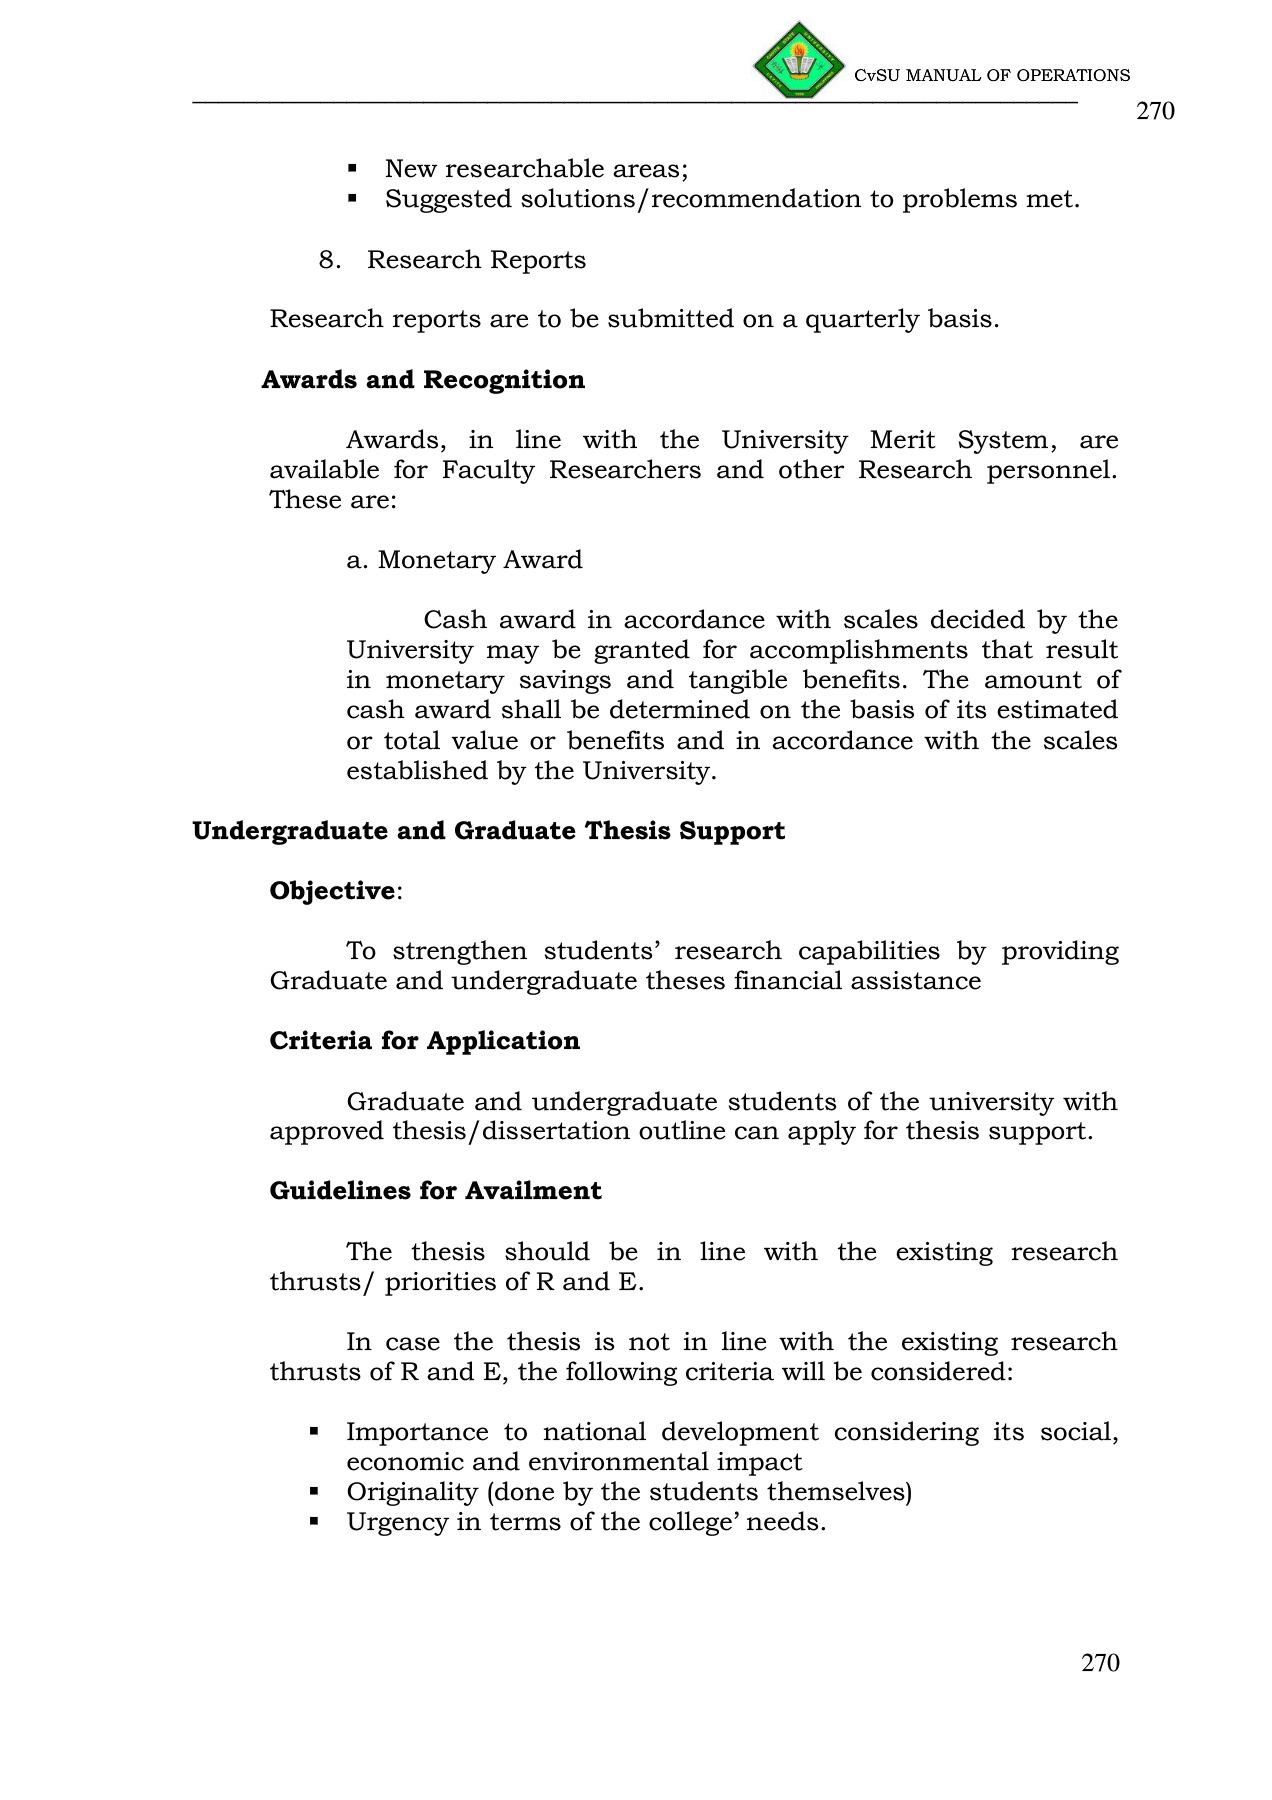 CvSU MANUAL OF OPERATIONS
270
▪ New researchable areas;
▪ Suggested solutions/recommendation to problems met.
8. Research Reports
Research reports are to be submitted on a quarterly basis.
Awards and Recognition
Awards, in line with the University Merit System, are
available for Faculty Researchers and other Research personnel.
These are:
a. Monetary Award
Cash award in accordance with scales decided by the
University may be granted for accomplishments that result
in monetary savings and tangible benefits. The amount of
cash award shall be determined on the basis of its estimated
or total value or benefits and in accordance with the scales
established by the University.
Undergraduate and Graduate Thesis Support
Objective:
To strengthen students’ research capabilities by providing
Graduate and undergraduate theses financial assistance
Criteria for Application
Graduate and undergraduate students of the university with
approved thesis/dissertation outline can apply for thesis support.
Guidelines for Availment
The thesis should be in line with the existing research
thrusts/ priorities of R and E.
In case the thesis is not in line with the existing research
thrusts of R and E, the following criteria will be considered:
▪ Importance to national development considering its social,
economic and environmental impact
▪ Originality (done by the students themselves)
▪ Urgency in terms of the college’ needs.
270